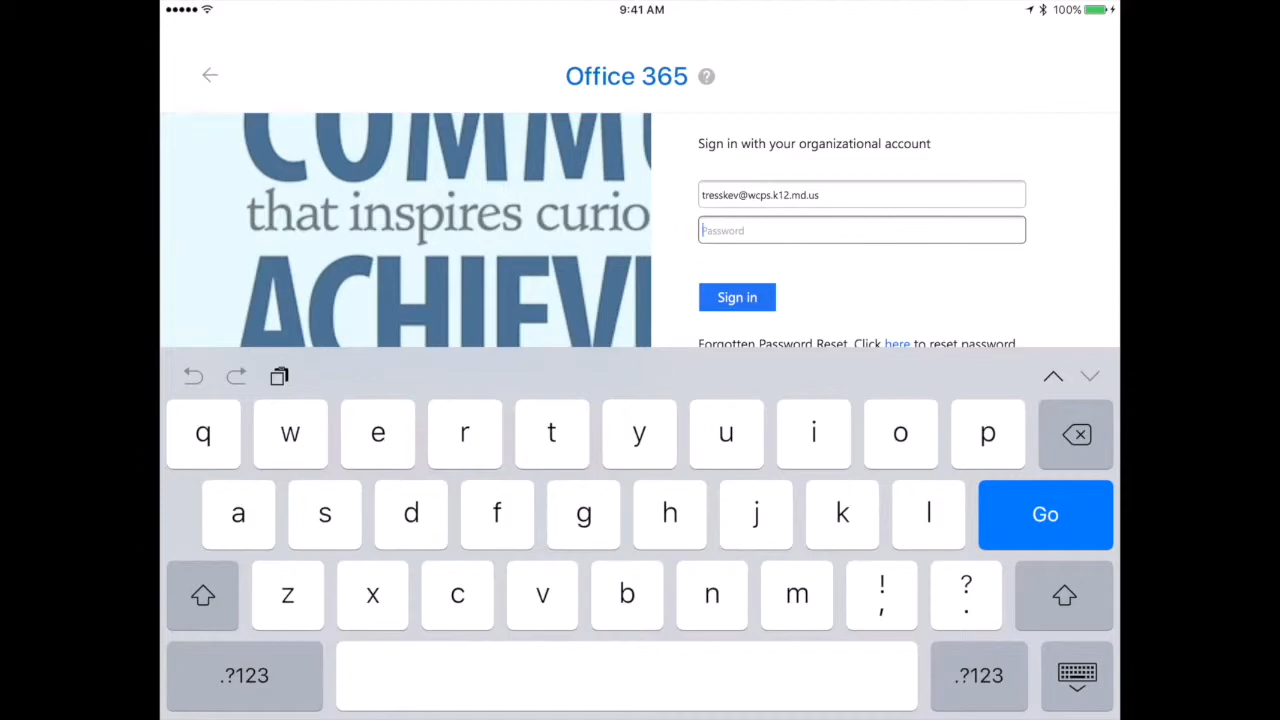 9:41 AM
100%
Office 365 ?
COMMU
that inspires curio
ACHIEV
Sign in with your organizational account
tresskev@wcps.k12.md.us
Password
Sign in
Forgotten Password Reset. Click here to reset password
q w e r t y u i o p
a s d f g h j k l Go
z x c v b n m ! , ? .
.?123 .?123